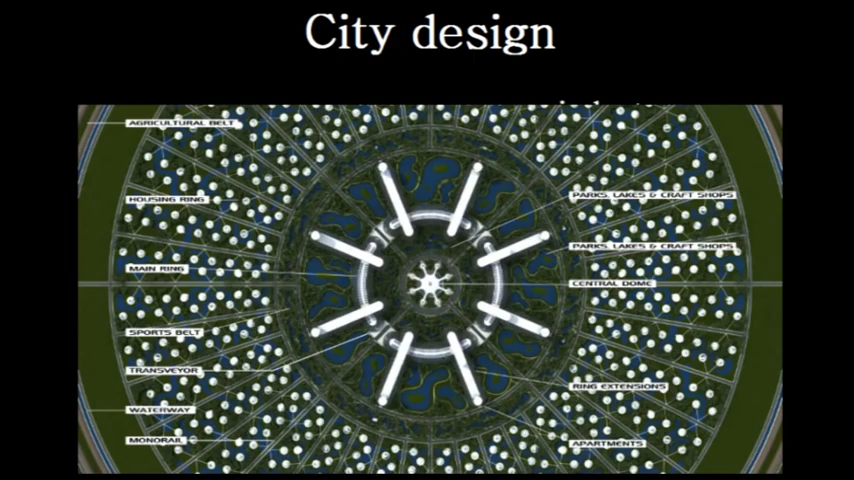 City design
AGRICULTURAL BELT
HOUSING RING
MAIN RING
SPORTS BELT
TRANSVEYOR
WATERWAY
MONORAIL
PARKS, LAKES & CRAFT SHOPS
PARKS, LAKES & CRAFT SHOPS
CENTRAL DOME
RING EXTENSIONS
APARTMENTS